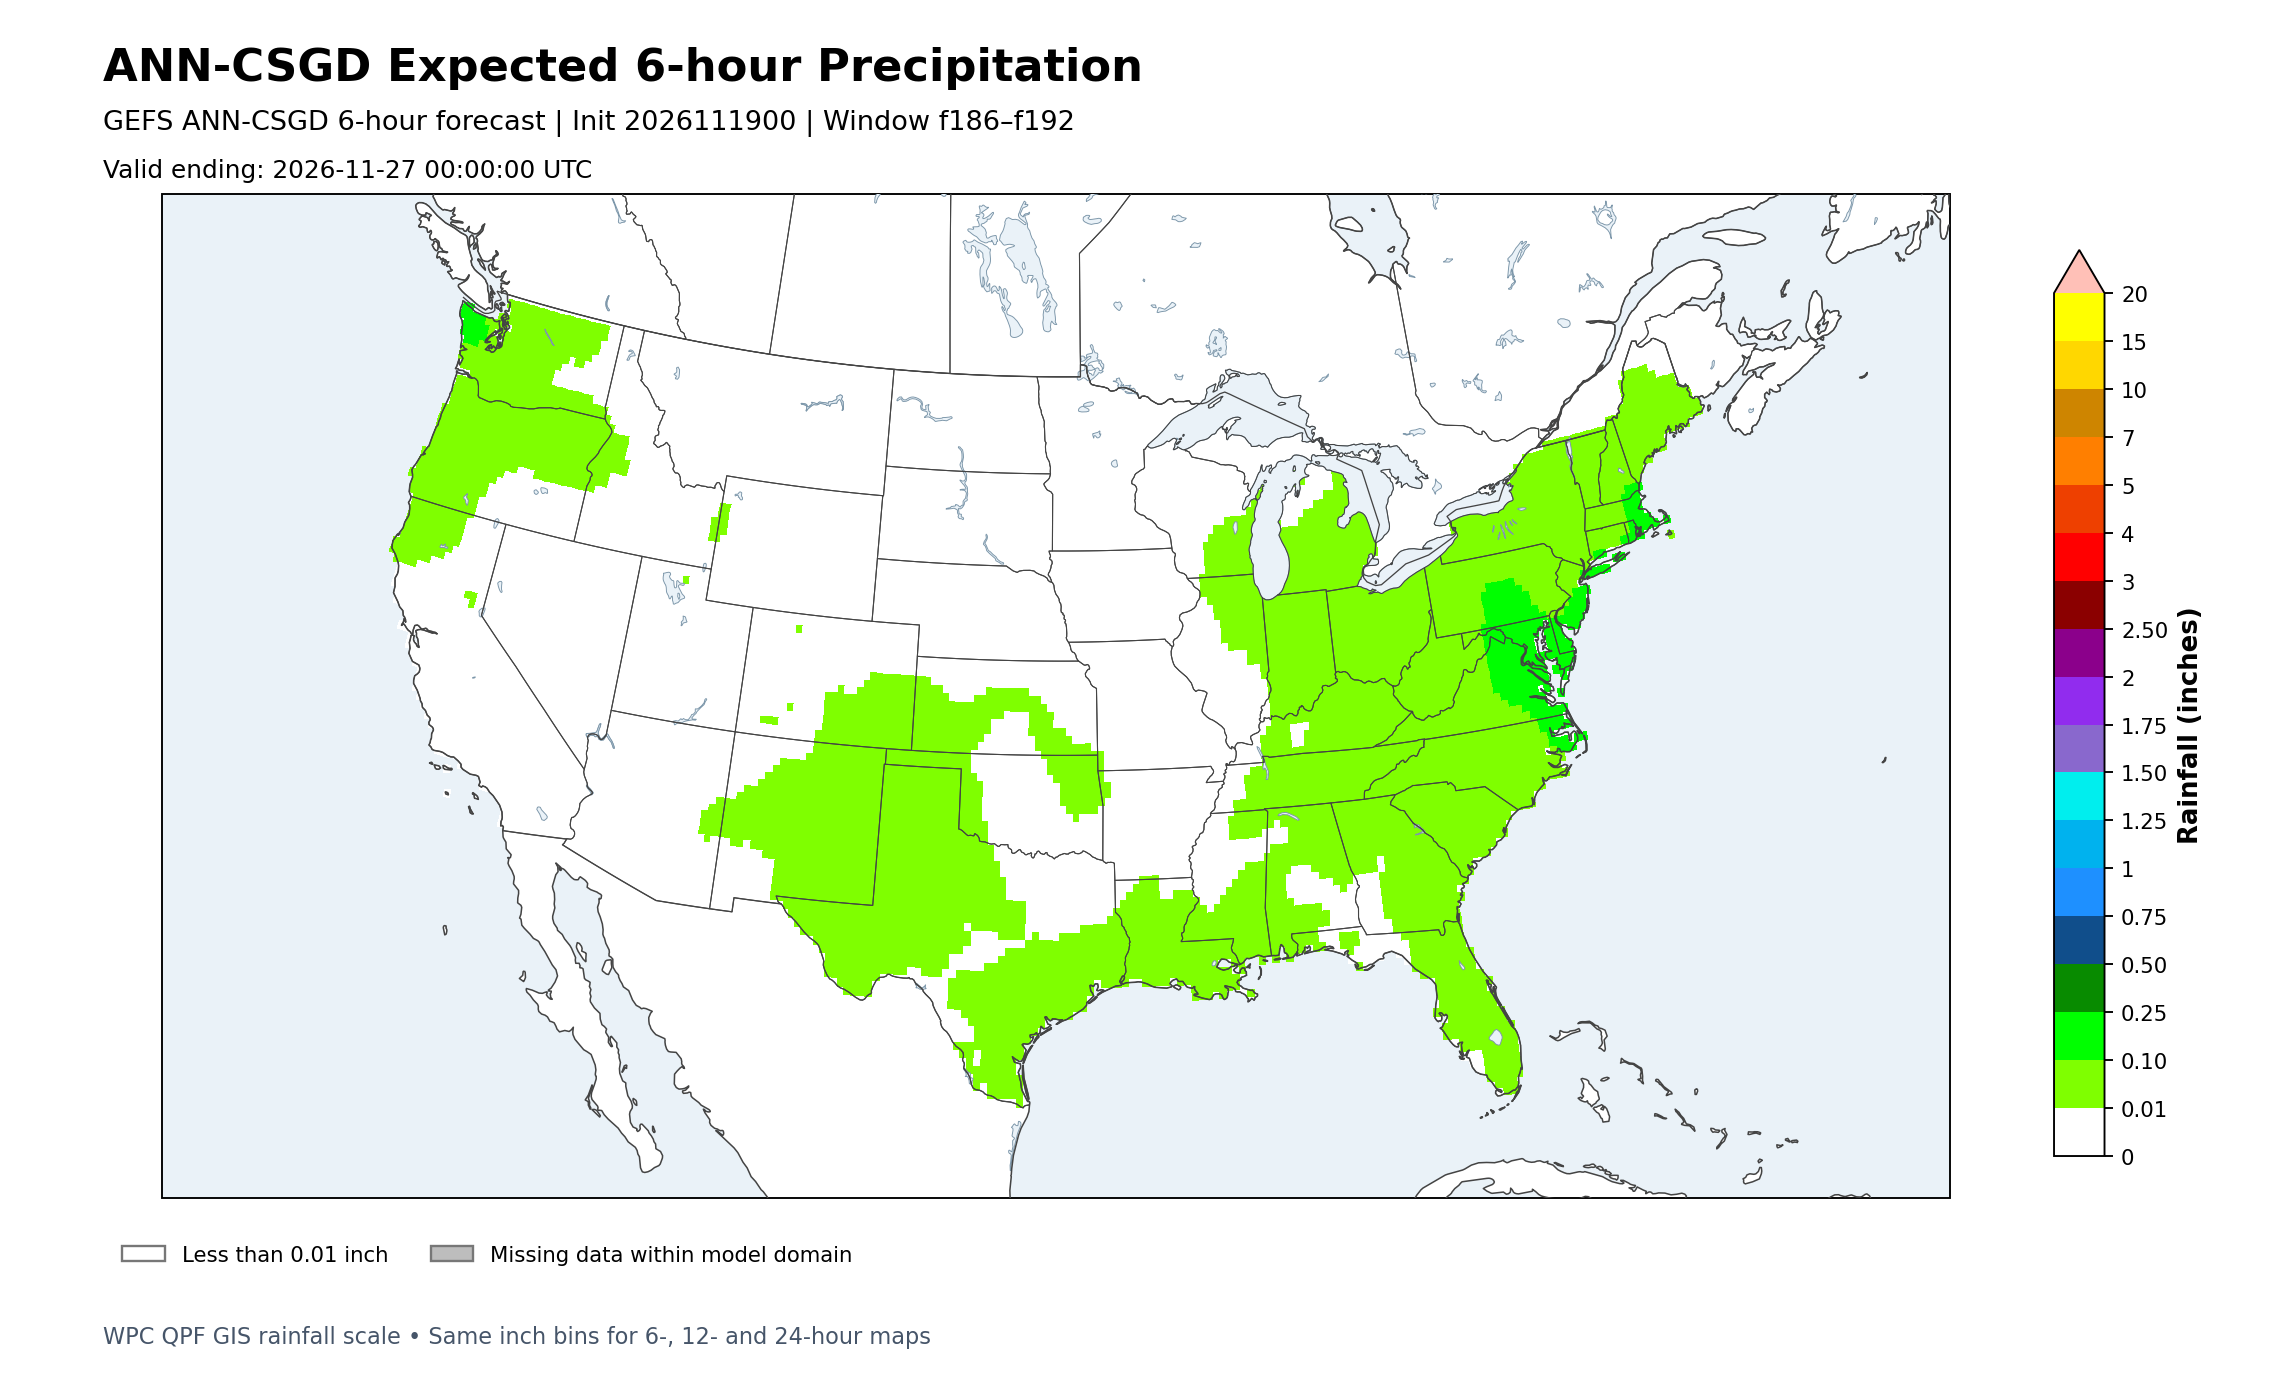 ANN-CSGD Expected 6-hour Precipitation
GEFS ANN-CSGD 6-hour forecast | Init 2026111900 | Window f186–f192
Valid ending: 2026-11-27 00:00:00 UTC
20
15
10
7
5
4
3
2.50
2
1.75
1.50
1.25
1
0.75
0.50
0.25
0.10
0.01
0
Rainfall (inches)
Less than 0.01 inch
Missing data within model domain
WPC QPF GIS rainfall scale • Same inch bins for 6-, 12- and 24-hour maps